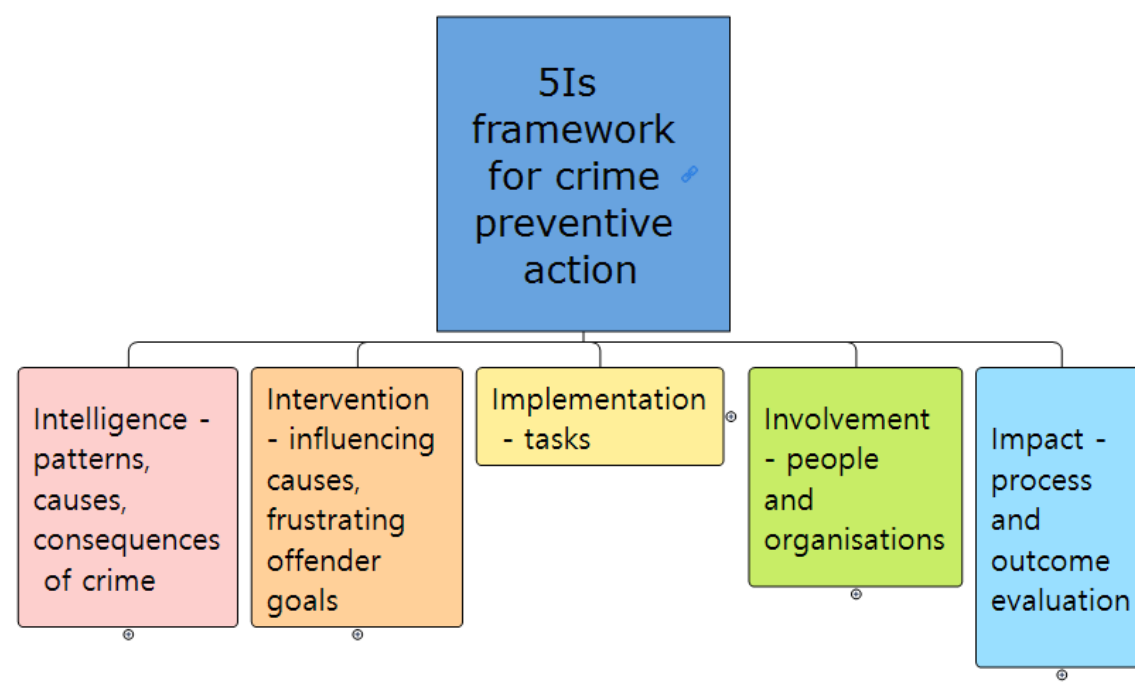 5Is
framework
for crime
preventive
action
Intelligence -
patterns,
causes,
consequences
of crime
Intervention
- influencing
causes,
frustrating
offender
goals
Implementation
- tasks
Involvement
- people
and
organisations
Impact -
process
and
outcome
evaluation